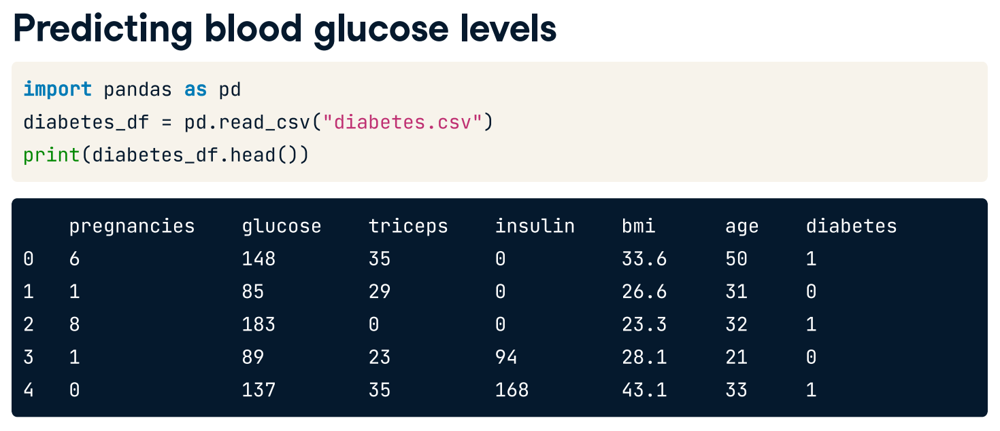 Predicting blood glucose levels
import pandas as pd
diabetes_df = pd.read_csv("diabetes.csv")
print(diabetes_df.head())
pregnancies glucose triceps insulin bmi age diabetes
0 6 148 35 0 33.6 50 1
1 1 85 29 0 26.6 31 0
2 8 183 0 0 23.3 32 1
3 1 89 23 94 28.1 21 0
4 0 137 35 168 43.1 33 1